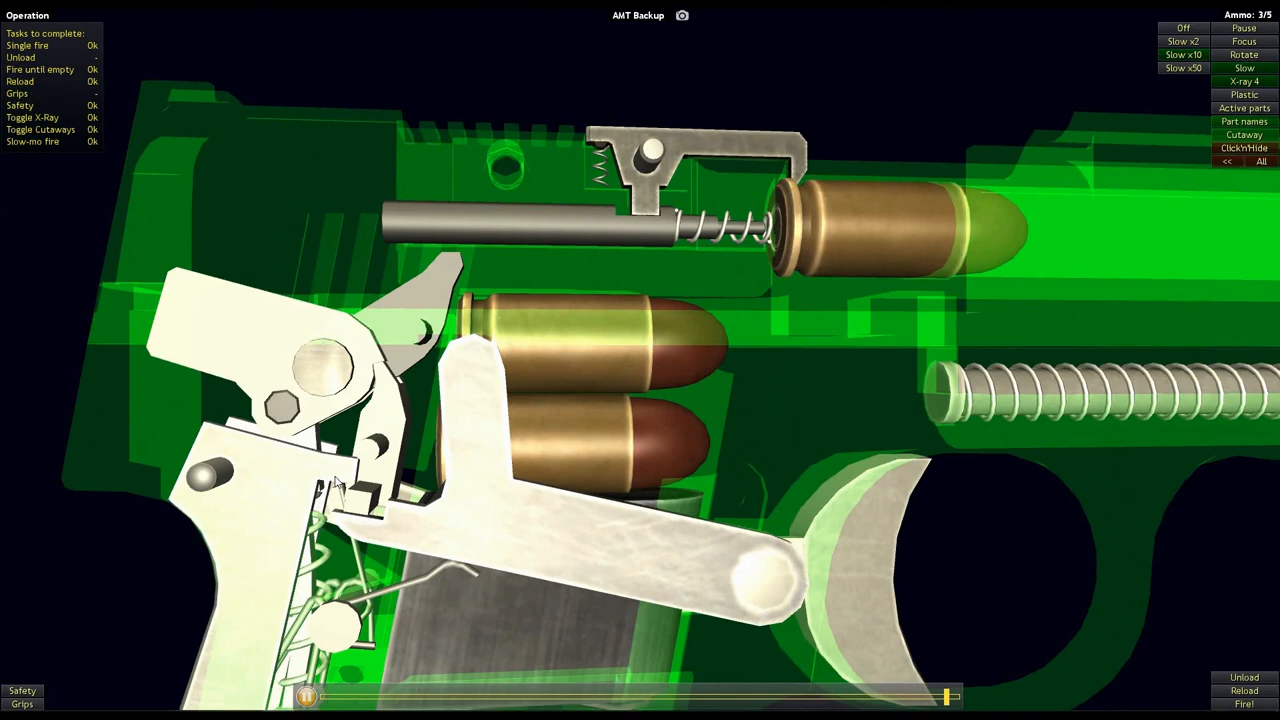 Operation
AMT Backup
Ammo: 3/5
Tasks to complete:
Single fire Ok
Unload -
Fire until empty Ok
Reload Ok
Grips -
Safety Ok
Toggle X-Ray Ok
Toggle Cutaways Ok
Slow-mo fire Ok
Off Pause
Slow x2 Focus
Slow x10 Rotate
Slow x50 Slow
X-ray 4
Plastic
Active parts
Part names
Cutaway
Click'n'Hide
<< All
Safety
Grips
Unload
Reload
Fire!